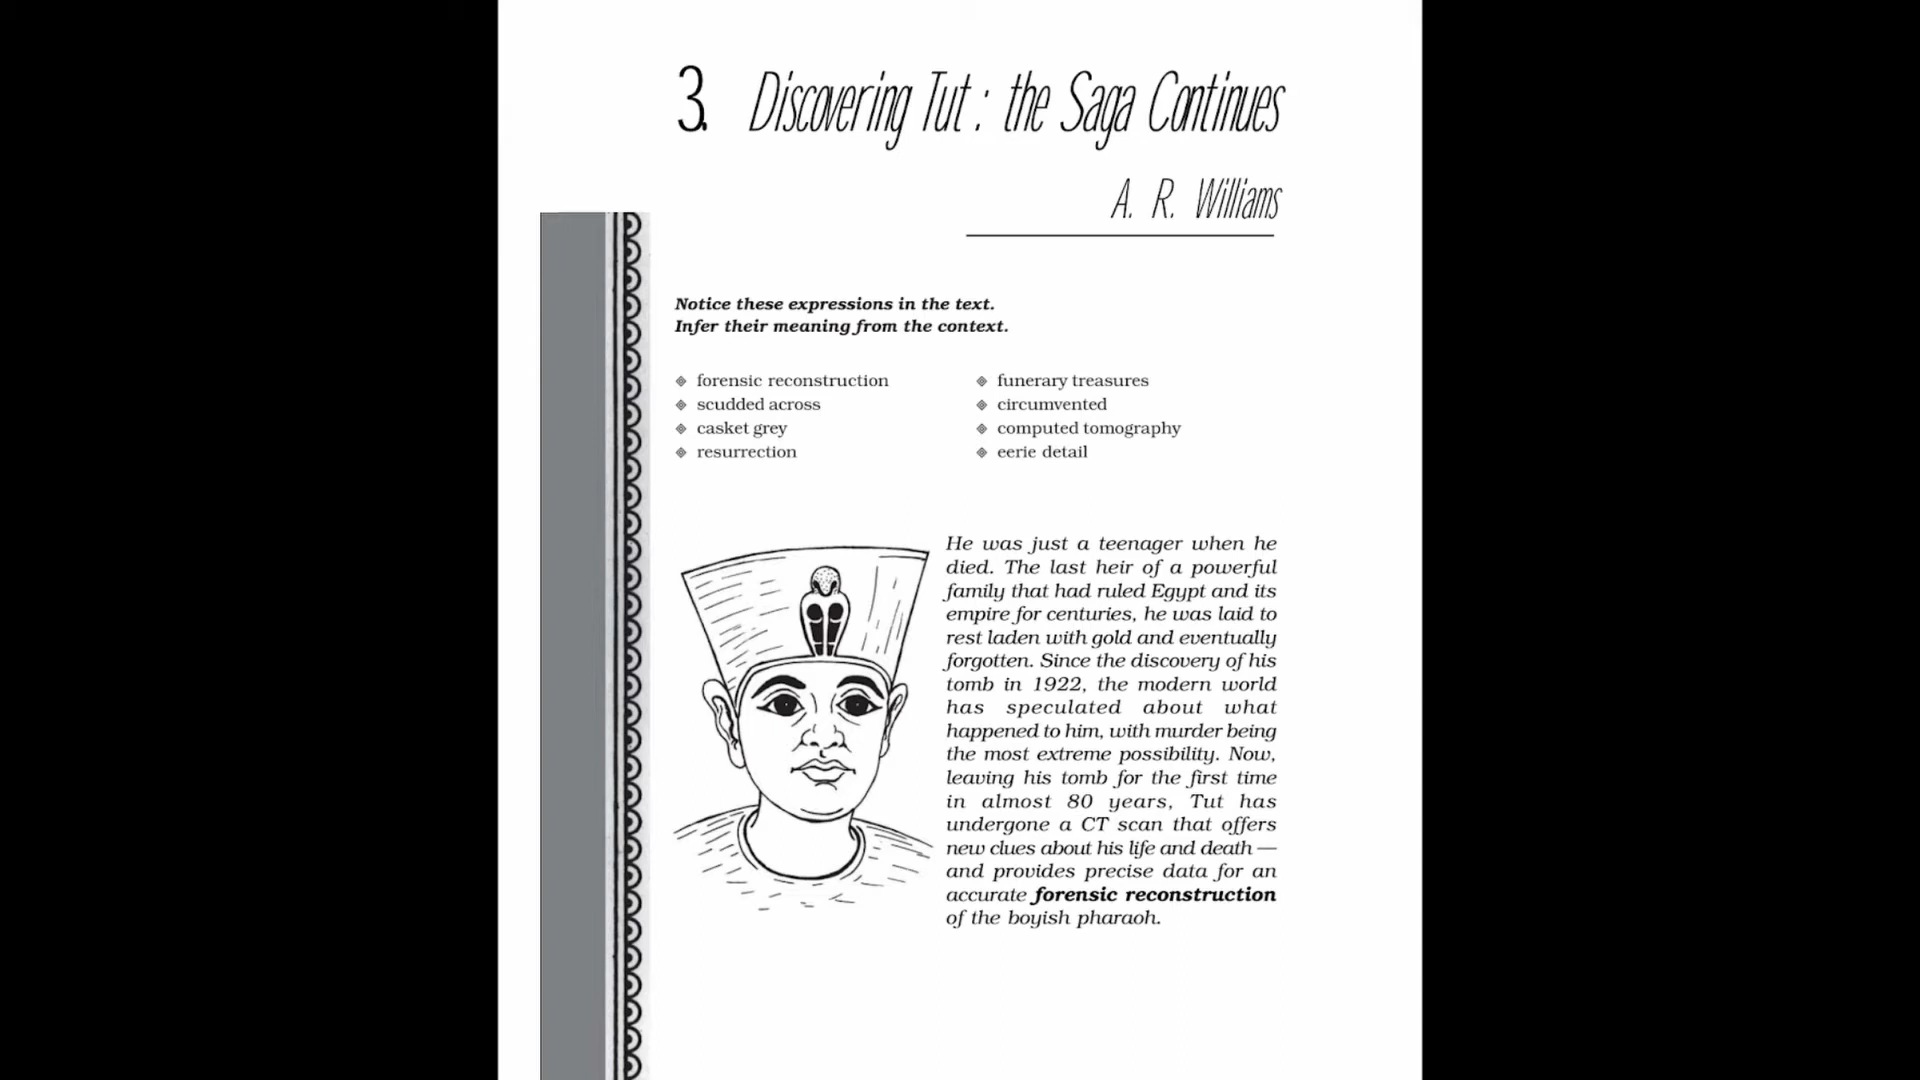 3. Discovering Tut : the Saga Continues
A. R. Williams
Notice these expressions in the text.
Infer their meaning from the context.
forensic reconstruction
scudded across
casket grey
resurrection
funerary treasures
circumvented
computed tomography
eerie detail
He was just a teenager when he
died. The last heir of a powerful
family that had ruled Egypt and its
empire for centuries, he was laid to
rest laden with gold and eventually
forgotten. Since the discovery of his
tomb in 1922, the modern world
has speculated about what
happened to him, with murder being
the most extreme possibility. Now,
leaving his tomb for the first time
in almost 80 years, Tut has
undergone a CT scan that offers
new clues about his life and death —
and provides precise data for an
accurate forensic reconstruction
of the boyish pharaoh.